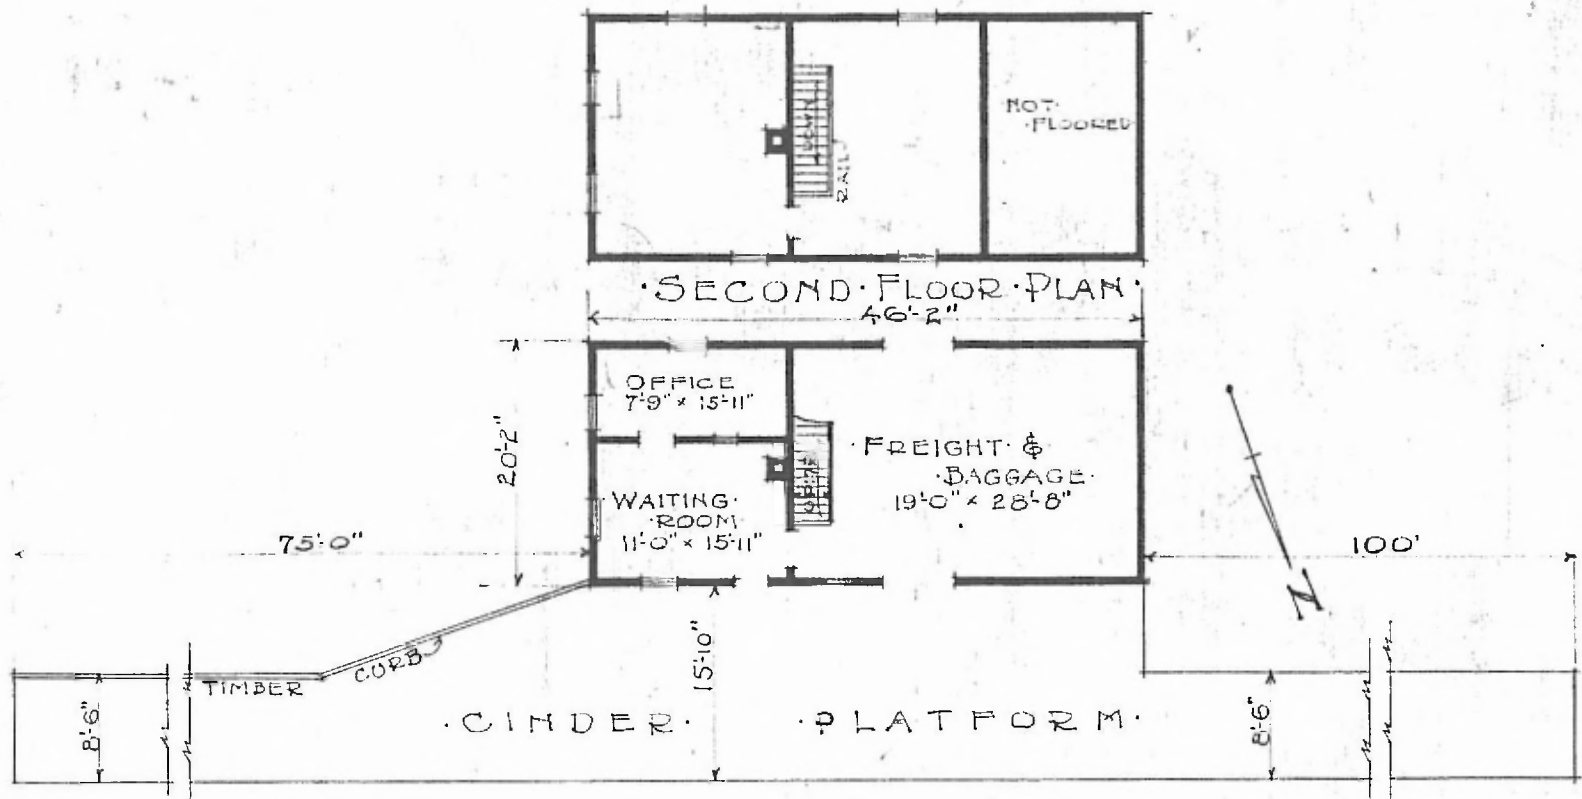 NOT
FLOORED
DOWN
RAIL
·SECOND·FLOOR·PLAN·
46'-2"
OFFICE
7'-9" × 15'-11"
20'-2"
·FREIGHT· &
·BAGGAGE·
19'-0" × 28'-8"
WAITING·
·ROOM·
11'-0" × 15'-11"
75'-0"
100'
N
CURB
TIMBER
15'-10"
8'-6"
·CINDER· ·PLATFORM·
8'-6"